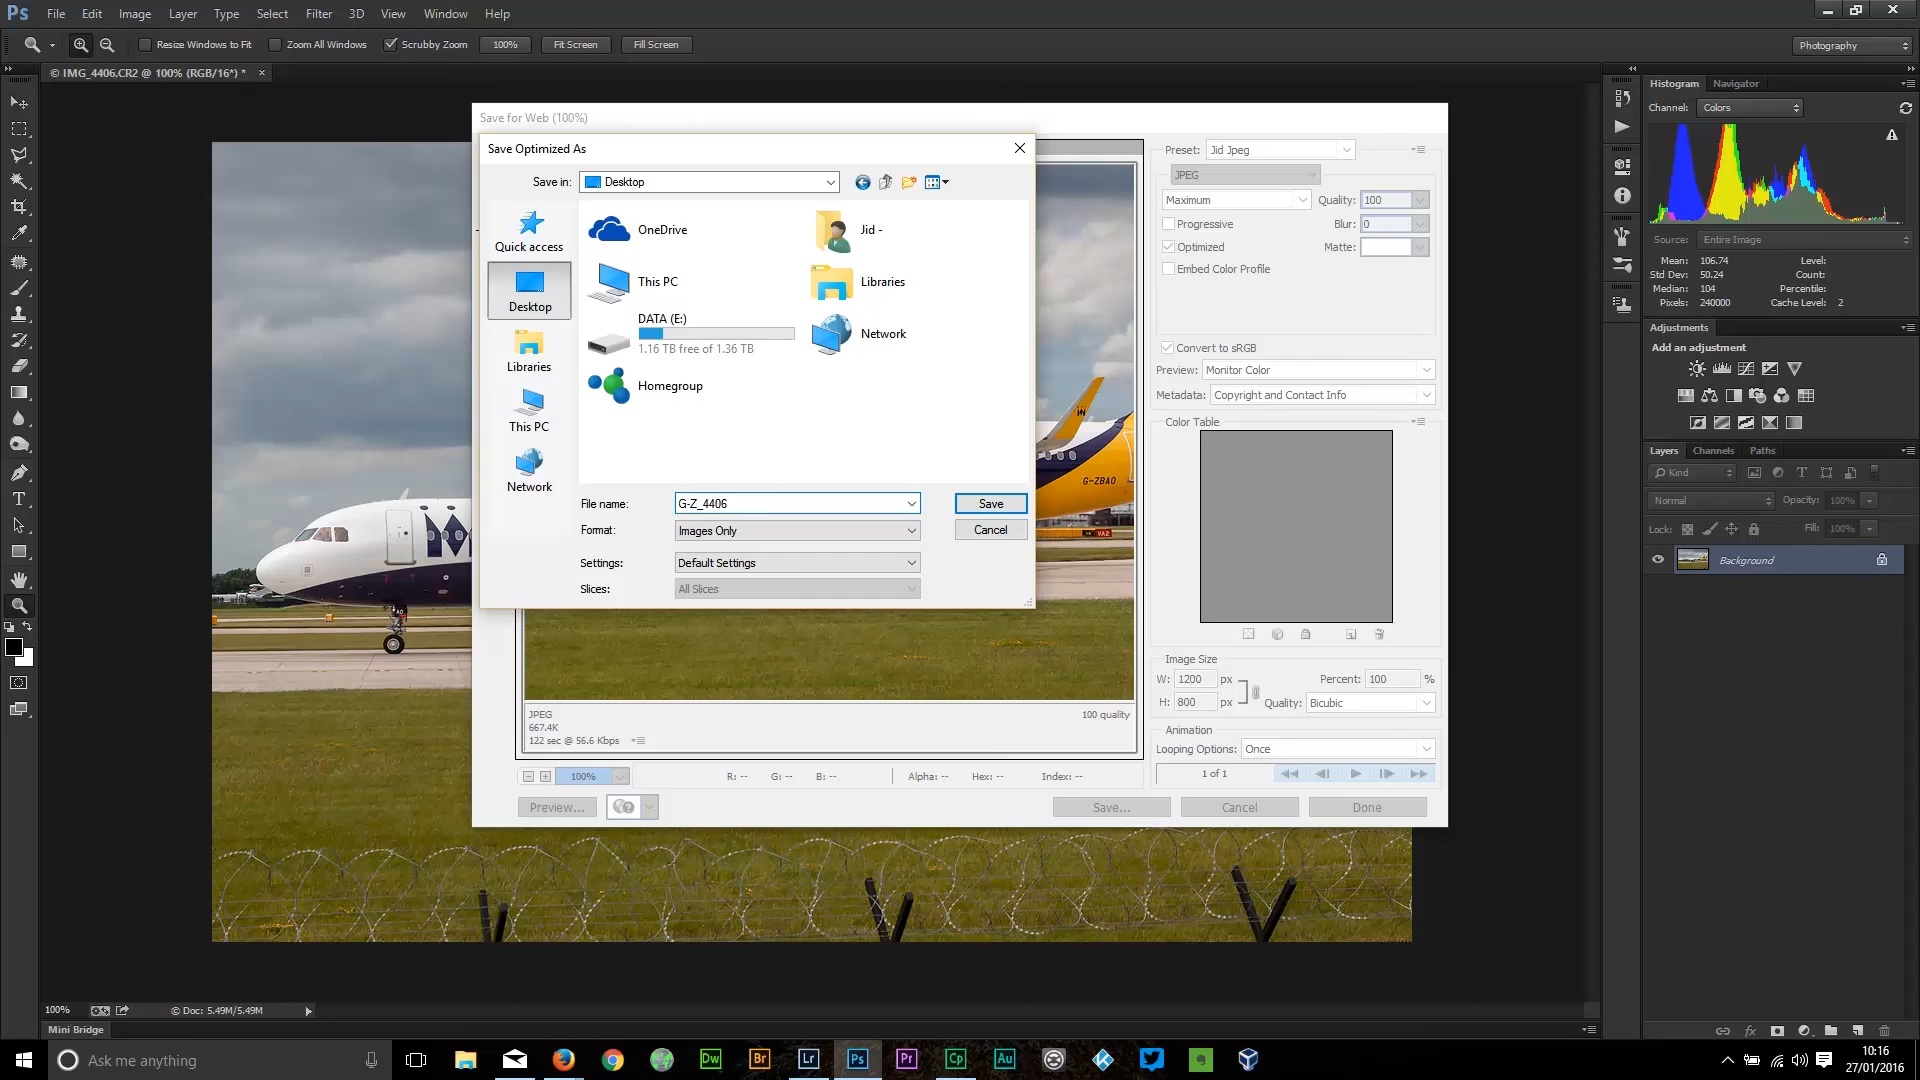 Ps File Edit Image Layer Type Select Filter 3D View Window Help
Resize Windows to Fit Zoom All Windows Scrubby Zoom 100% Fit Screen Fill Screen Photography
© IMG_4406.CR2 @ 100% (RGB/16*) * ×
Histogram Navigator
Channel: Colors
Source: Entire Image
Mean: 106.74 Level:
Std Dev: 50.24 Count:
Median: 104 Percentile:
Pixels: 240000 Cache Level: 2
Adjustments
Add an adjustment
Layers Channels Paths
Kind
Normal Opacity: 100%
Lock: Fill: 100%
Background
Save for Web (100%)
Save Optimized As
Save in: Desktop
Quick access
Desktop
Libraries
This PC
Network
OneDrive
Jid -
This PC
Libraries
DATA (E:)
1.16 TB free of 1.36 TB
Network
Homegroup
File name: G-Z_4406 Save
Format: Images Only Cancel
Settings: Default Settings
Slices: All Slices
Preset: Jid Jpeg
JPEG
Maximum Quality: 100
Progressive Blur: 0
Optimized Matte:
Embed Color Profile
Convert to sRGB
Preview: Monitor Color
Metadata: Copyright and Contact Info
Color Table
Image Size
W: 1200 px Percent: 100 %
H: 800 px Quality: Bicubic
Animation
Looping Options: Once
1 of 1
G-ZBAO
VA2
AO
JPEG 100 quality
667.4K
122 sec @ 56.6 Kbps
100% R: -- G: -- B: -- Alpha: -- Hex: -- Index: --
Preview... Save... Cancel Done
100% © Doc: 5.49M/5.49M
Mini Bridge
Ask me anything
Dw Br Lr Ps Pr Cp Au
10:16
27/01/2016